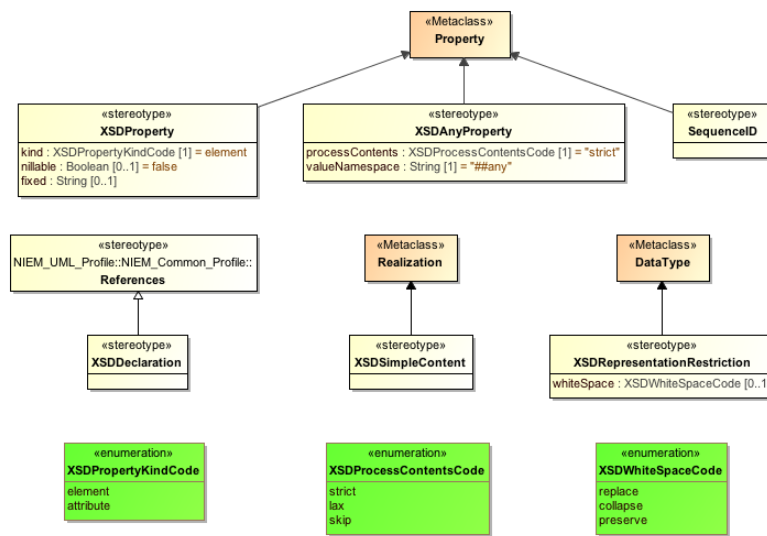 «Metaclass»
Property
«stereotype»
XSDProperty
kind : XSDPropertyKindCode [1] = element
nillable : Boolean [0..1] = false
fixed : String [0..1]
«stereotype»
XSDAnyProperty
processContents : XSDProcessContentsCode [1] = "strict"
valueNamespace : String [1] = "##any"
«stereotype»
SequenceID
«stereotype»
NIEM_UML_Profile::NIEM_Common_Profile::
References
«Metaclass»
Realization
«Metaclass»
DataType
«stereotype»
XSDDeclaration
«stereotype»
XSDSimpleContent
«stereotype»
XSDRepresentationRestriction
whiteSpace : XSDWhiteSpaceCode [0..1
«enumeration»
XSDPropertyKindCode
element
attribute
«enumeration»
XSDProcessContentsCode
strict
lax
skip
«enumeration»
XSDWhiteSpaceCode
replace
collapse
preserve